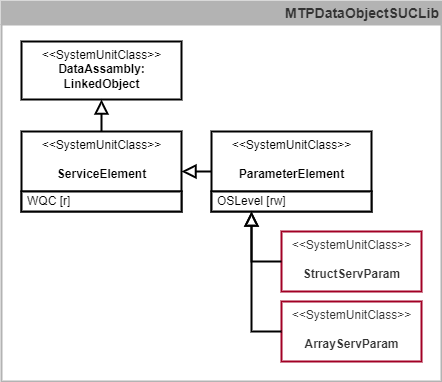 MTPDataObjectSUCLib
<<SystemUnitClass>>
DataAssambly:
LinkedObject
<<SystemUnitClass>>
ServiceElement
WQC [r]
<<SystemUnitClass>>
ParameterElement
OSLevel [rw]
<<SystemUnitClass>>
StructServParam
<<SystemUnitClass>>
ArrayServParam